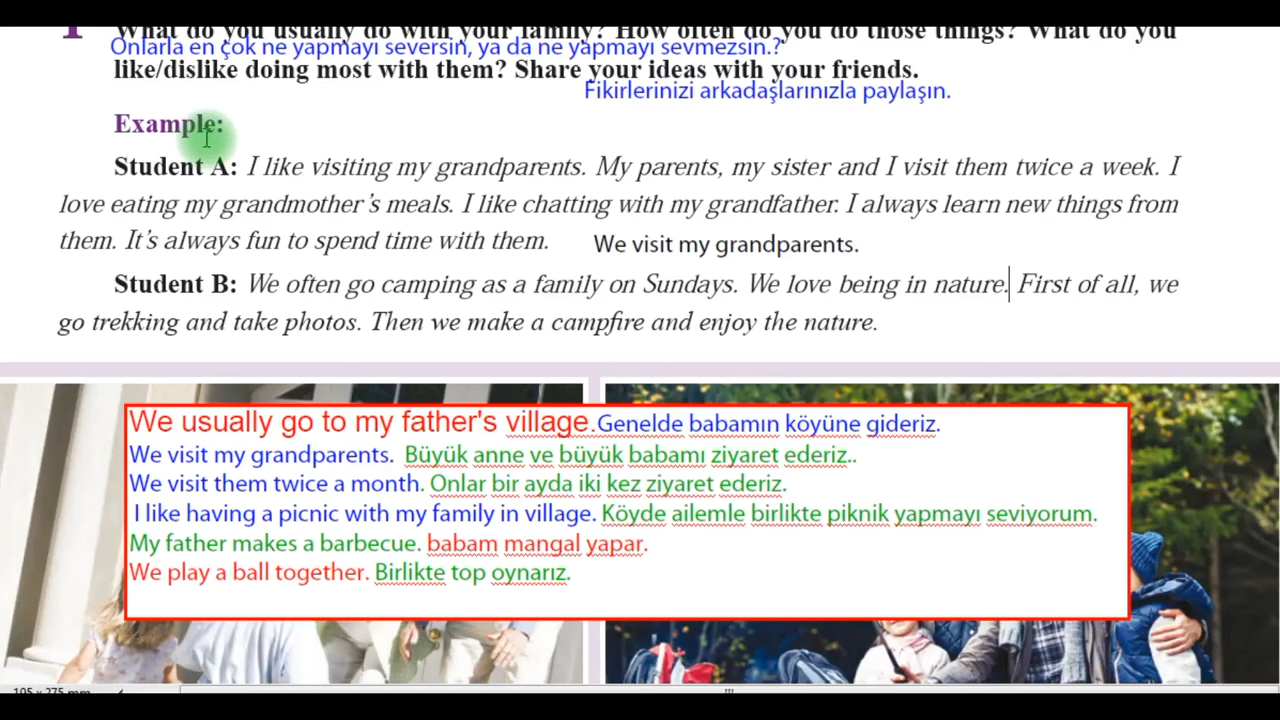 What do you usually do with your family? How often do you do those things? What do you
Onlarla en çok ne yapmayı seversin, ya da ne yapmayı sevmezsin.?
like/dislike doing most with them? Share your ideas with your friends.
Fikirlerinizi arkadaşlarınızla paylaşın.
Example:
Student A: I like visiting my grandparents. My parents, my sister and I visit them twice a week. I
love eating my grandmother's meals. I like chatting with my grandfather. I always learn new things from
them. It's always fun to spend time with them. We visit my grandparents.
Student B: We often go camping as a family on Sundays. We love being in nature. First of all, we
go trekking and take photos. Then we make a campfire and enjoy the nature.
We usually go to my father's village.Genelde babamın köyüne gideriz.
We visit my grandparents. Büyük anne ve büyük babamı ziyaret ederiz..
We visit them twice a month. Onlar bir ayda iki kez ziyaret ederiz.
I like having a picnic with my family in village. Köyde ailemle birlikte piknik yapmayı seviyorum.
My father makes a barbecue. babam mangal yapar.
We play a ball together. Birlikte top oynarız.